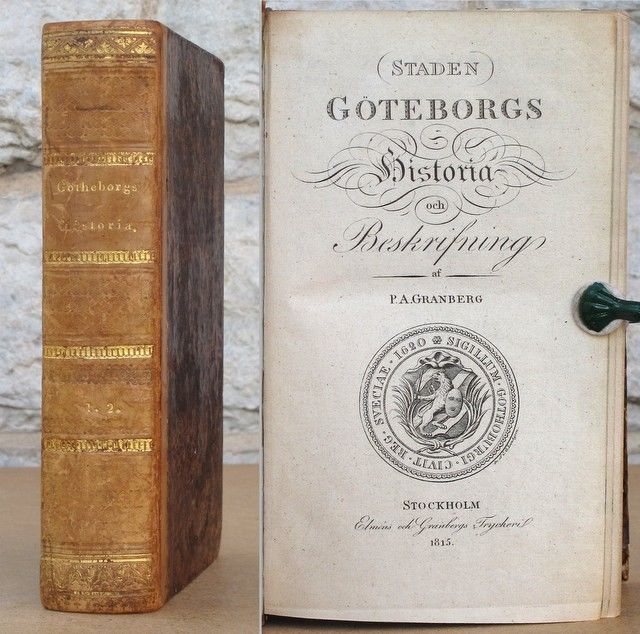 Götheborgs
Historia.
1. 2.
STADEN
GÖTEBORGS
Historia
och
Beskrifning
af
P. A. GRANBERG
SIGILLUM · GOTHOBURGI · CIVIT · REG · SVECIAE · 1620
STOCKHOLM
Elméns och Granbergs Tryckeri
1815.